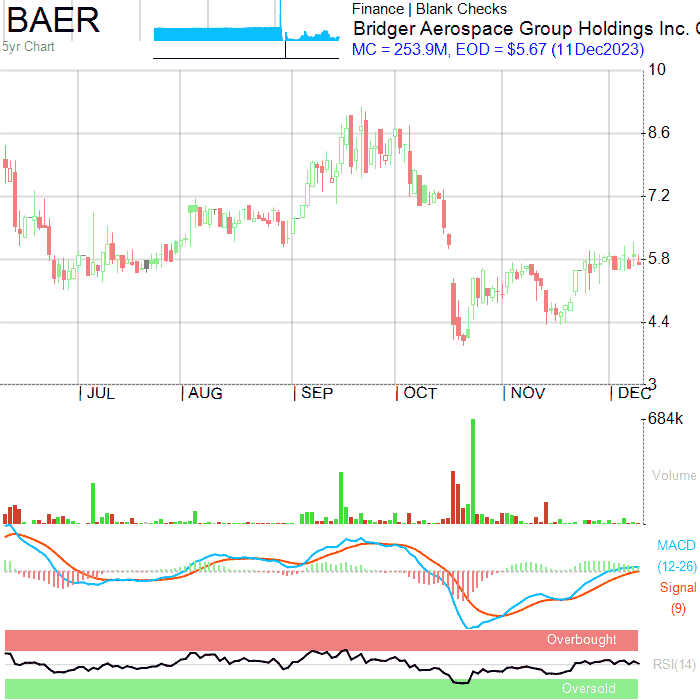 BAER
5yr Chart
Finance | Blank Checks
Bridger Aerospace Group Holdings Inc. C
MC = 253.9M, EOD = $5.67 (11Dec2023)
10
8.6
7.2
5.8
4.4
3
| JUL | AUG | SEP | OCT | NOV | DEC
684k
Volume
MACD
(12-26)
Signal
(9)
Overbought
RSI(14)
Oversold